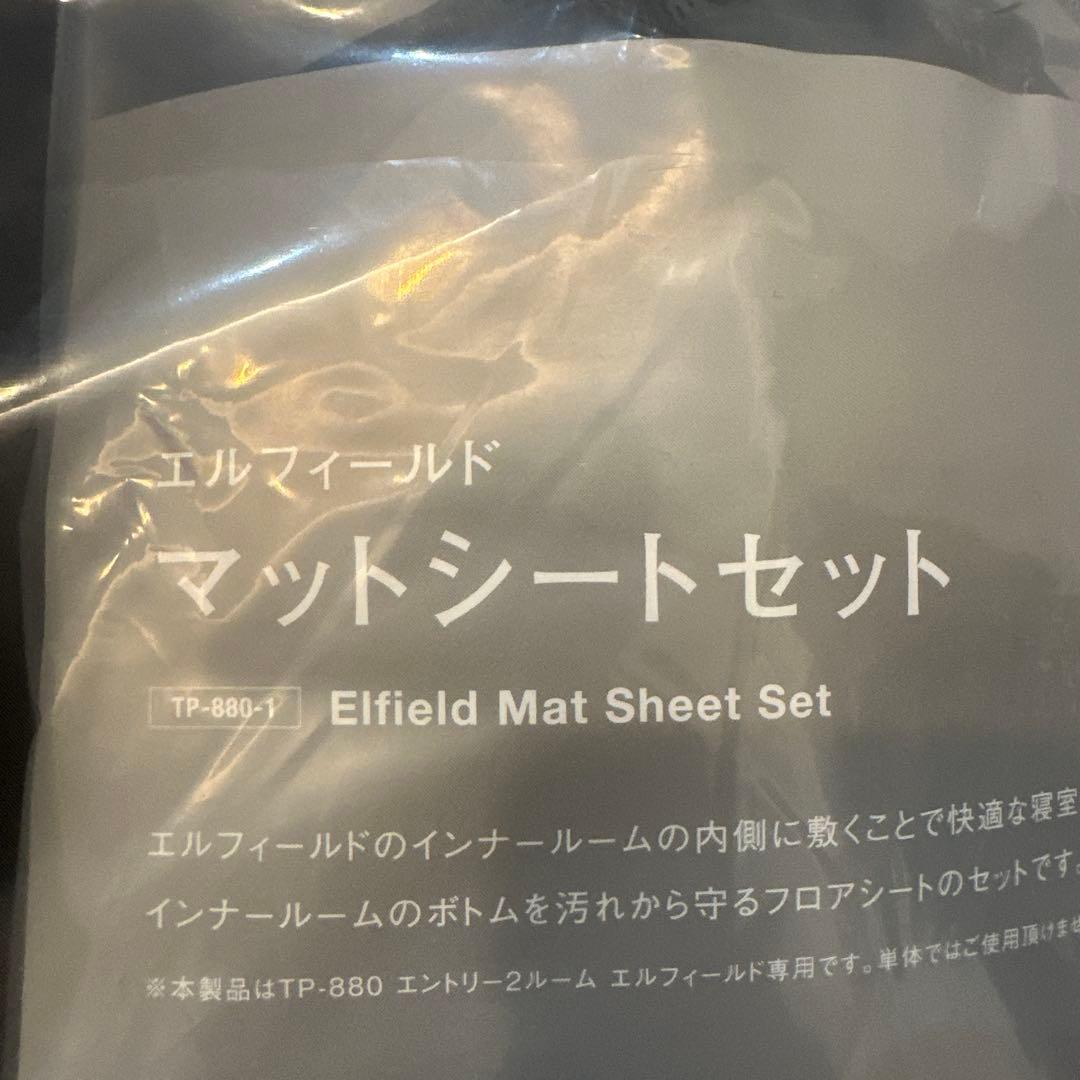 エルフィールド
マットシートセット
TP-880-1 Elfield Mat Sheet Set
エルフィールドのインナールームの内側に敷くことで快適な寝室
インナールームのボトムを汚れから守るフロアシートのセットです。
※本製品はTP-880 エントリー2ルーム エルフィールド専用です。単体ではご使用頂けませ